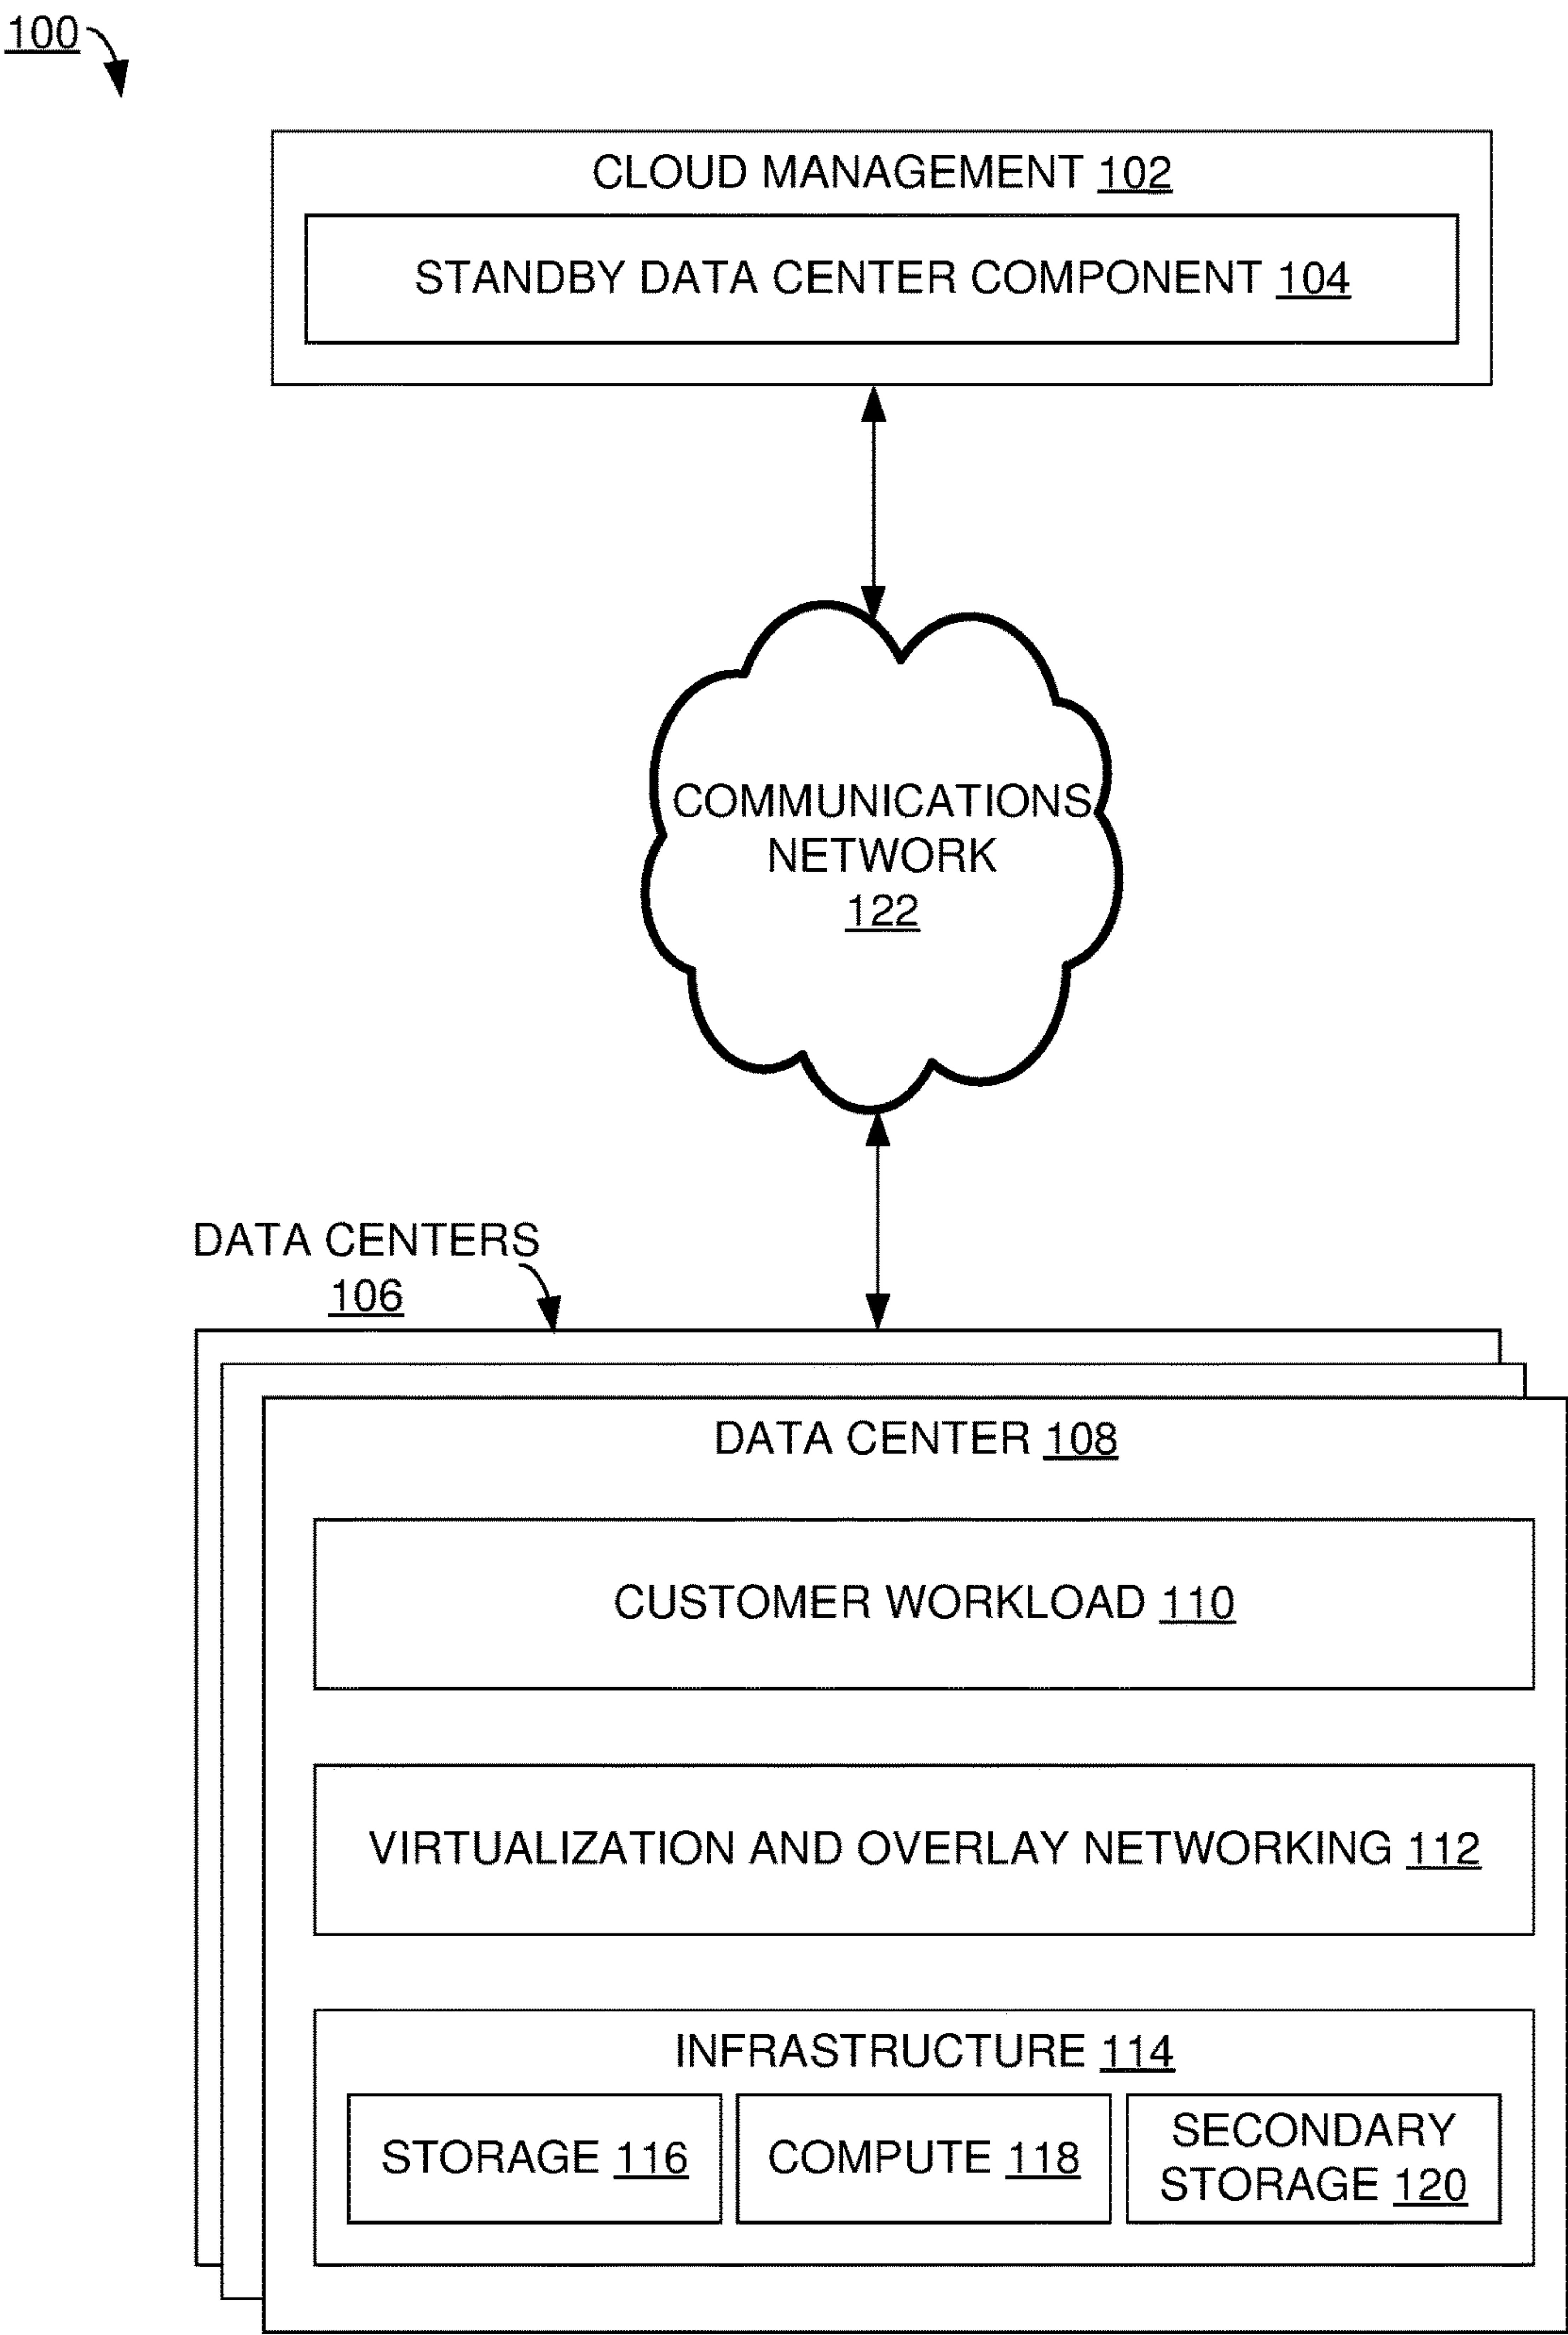 100
CLOUD MANAGEMENT 102
STANDBY DATA CENTER COMPONENT 104
COMMUNICATIONS
NETWORK
122
DATA CENTERS
106
DATA CENTER 108
CUSTOMER WORKLOAD 110
VIRTUALIZATION AND OVERLAY NETWORKING 112
INFRASTRUCTURE 114
STORAGE 116
COMPUTE 118
SECONDARY
STORAGE 120